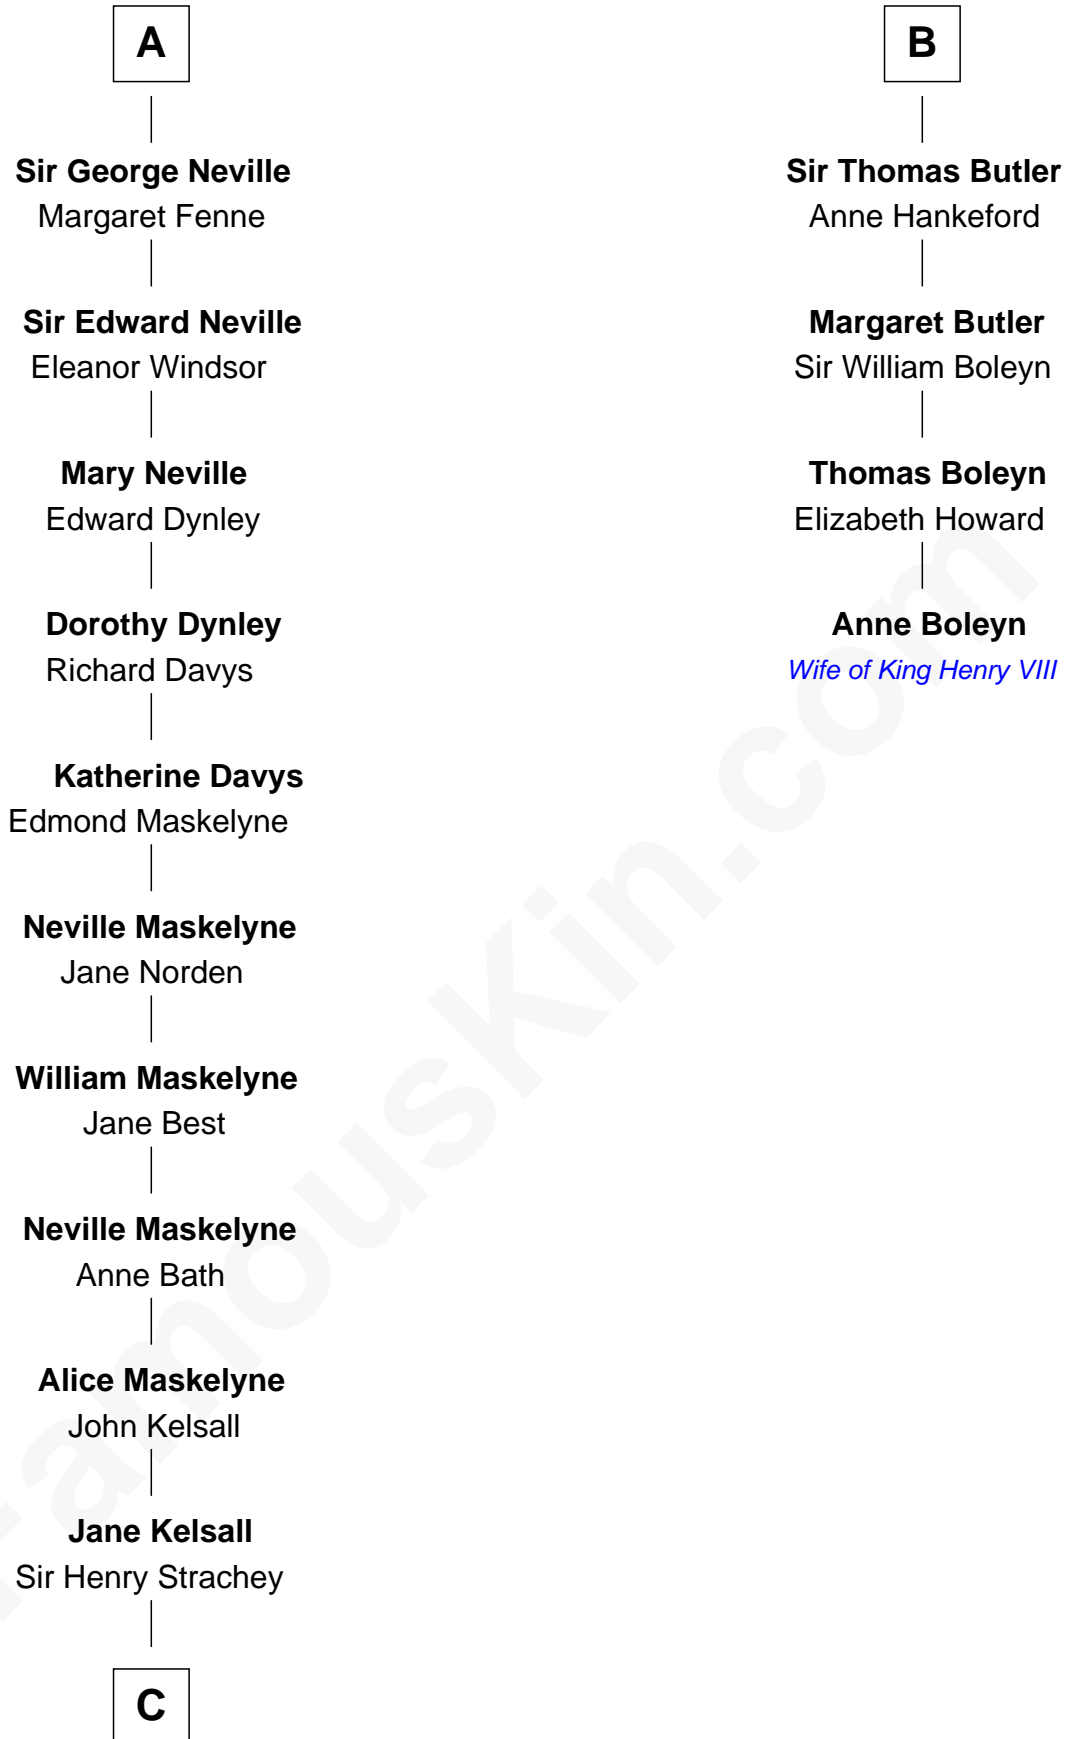 A
Sir George Neville
Margaret Fenne
Sir Edward Neville
Eleanor Windsor
Mary Neville
Edward Dynley
Dorothy Dynley
Richard Davys
Katherine Davys
Edmond Maskelyne
Neville Maskelyne
Jane Norden
William Maskelyne
Jane Best
Neville Maskelyne
Anne Bath
Alice Maskelyne
John Kelsall
Jane Kelsall
Sir Henry Strachey
C
B
Sir Thomas Butler
Anne Hankeford
Margaret Butler
Sir William Boleyn
Thomas Boleyn
Elizabeth Howard
Anne Boleyn
Wife of King Henry VIII
FamousKin.com